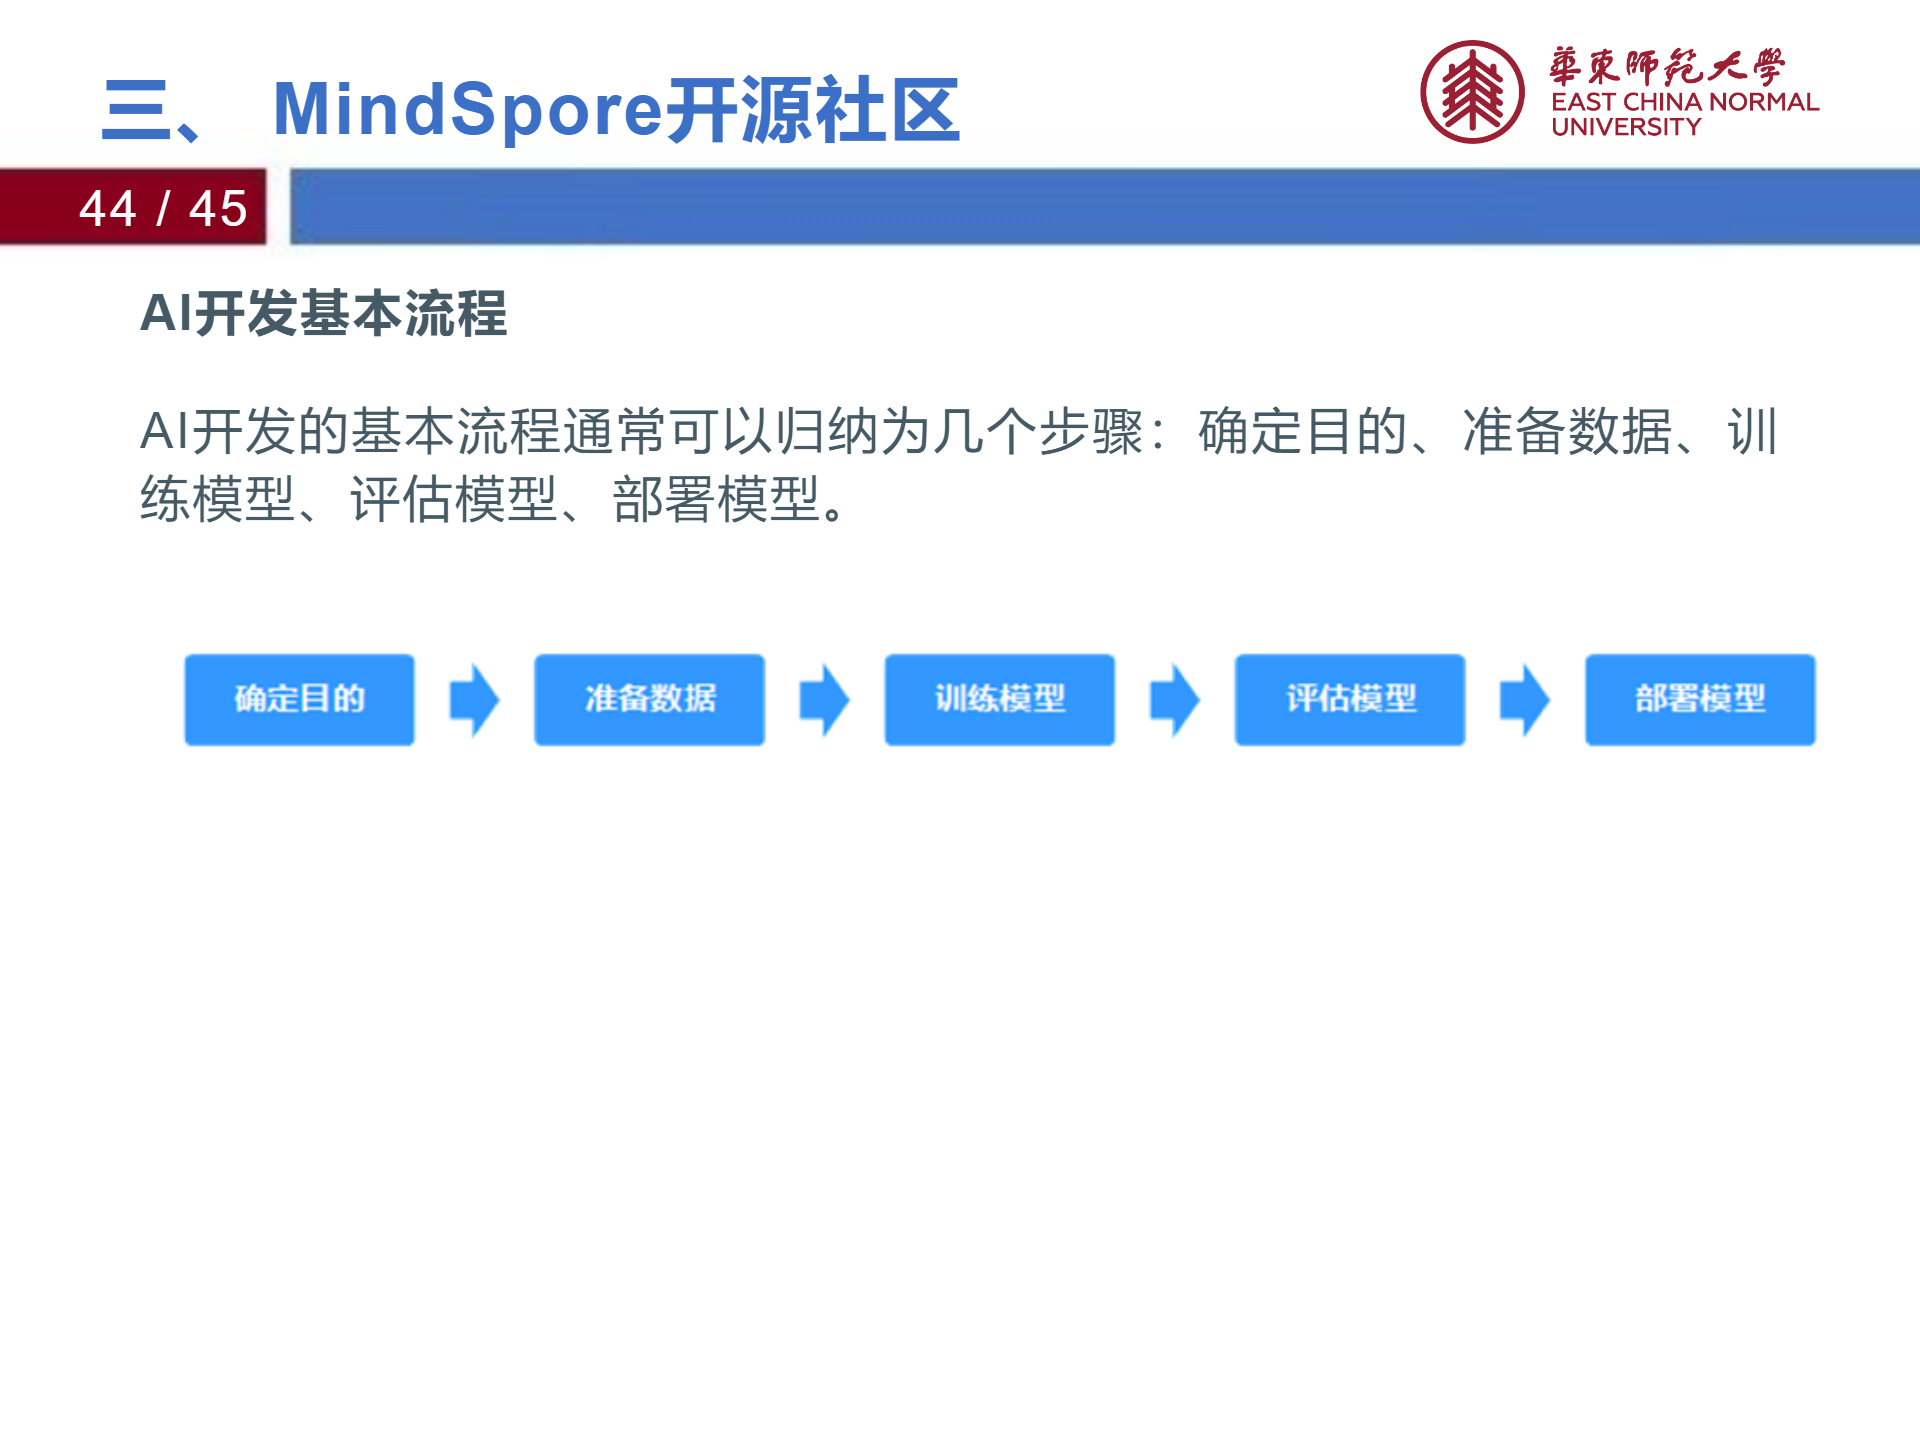 三、 MindSpore开源社区
華東师范大學
EAST CHINA NORMAL
UNIVERSITY
44 / 45
AI开发基本流程
AI开发的基本流程通常可以归纳为几个步骤：确定目的、准备数据、训
练模型、评估模型、部署模型。
确定目的
准备数据
训练模型
评估模型
部署模型